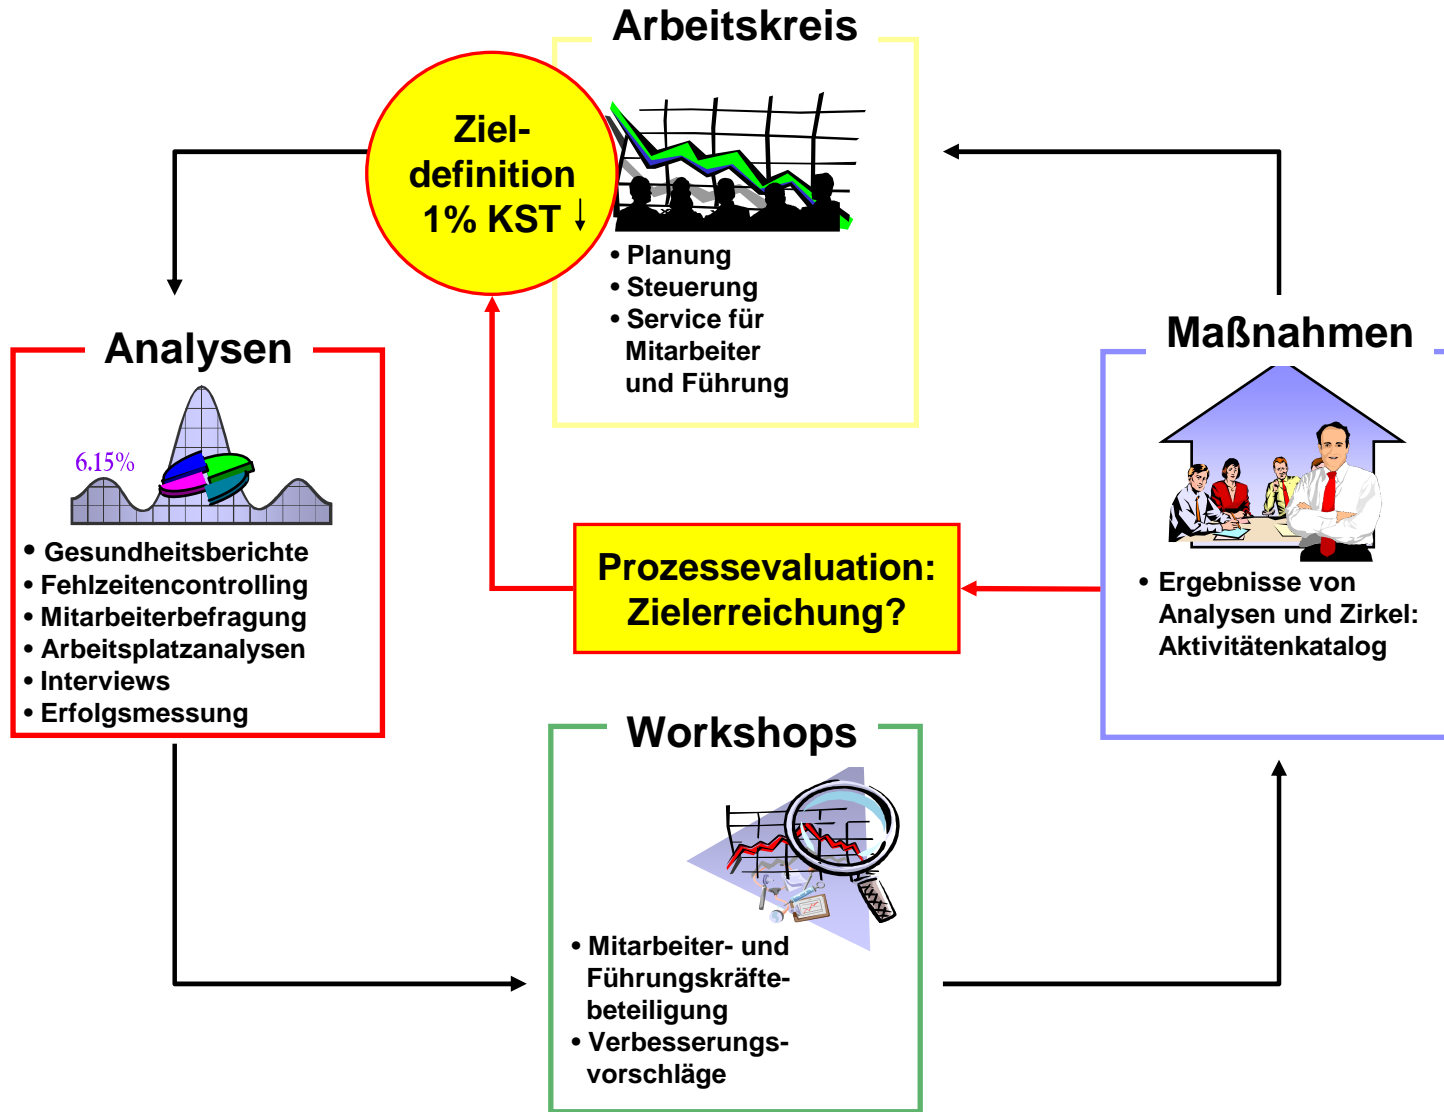 Arbeitskreis
Ziel-
definition
1% KST ↓
• Planung
• Steuerung
• Service für
Mitarbeiter
und Führung
Analysen
6.15%
• Gesundheitsberichte
• Fehlzeitencontrolling
• Mitarbeiterbefragung
• Arbeitsplatzanalysen
• Interviews
• Erfolgsmessung
Maßnahmen
• Ergebnisse von
Analysen und Zirkel:
Aktivitätenkatalog
Prozessevaluation:
Zielerreichung?
Workshops
• Mitarbeiter- und
Führungskräfte-
beteiligung
• Verbesserungs-
vorschläge